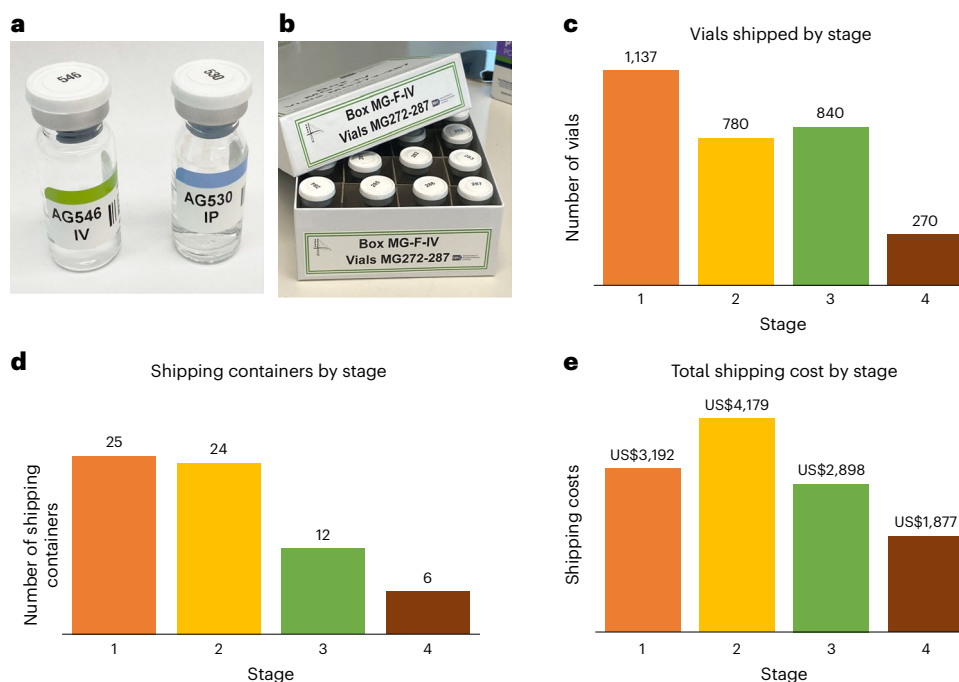 a
546
530
AG546
IV
AG530
IP
b
Box MG-F-IV
Vials MG272-287
286
287
Box MG-F-IV
Vials MG272-287
c
Vials shipped by stage
Number of vials
1,137
780
840
270
1
2
3
4
Stage
d
Shipping containers by stage
Number of shipping
containers
25
24
12
6
1
2
3
4
Stage
e
Total shipping cost by stage
Shipping costs
US$3,192
US$4,179
US$2,898
US$1,877
1
2
3
4
Stage